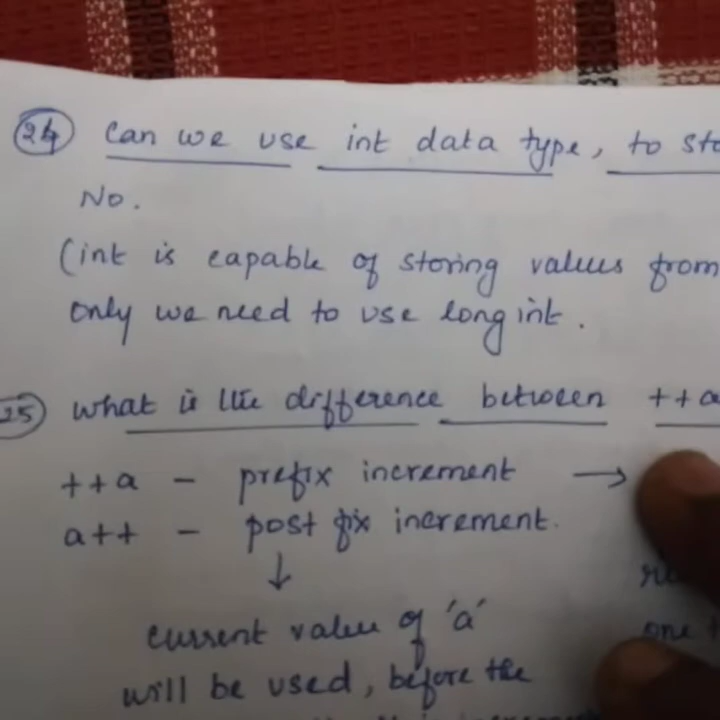 24 Can we use int data type, to sto
No.
(int is capable of storing values from
only we need to use long int.
25 what is the difference between ++a
++a - prefix increment →
a++ - post fix increment.
↓
current value of 'a'
one
will be used, before the